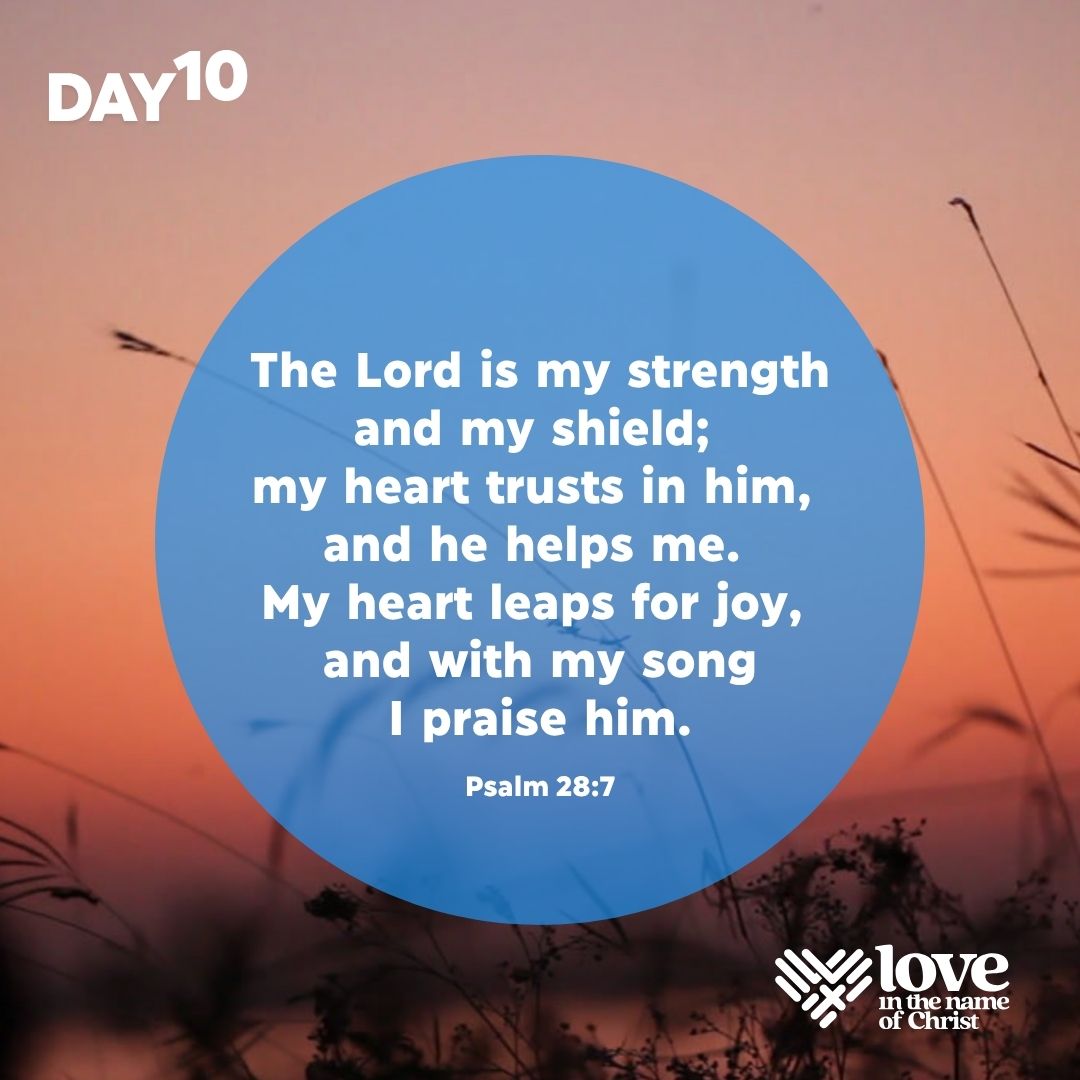 DAY10
The Lord is my strength
and my shield;
my heart trusts in him,
and he helps me.
My heart leaps for joy,
and with my song
I praise him.
Psalm 28:7
love
in the name
of Christ